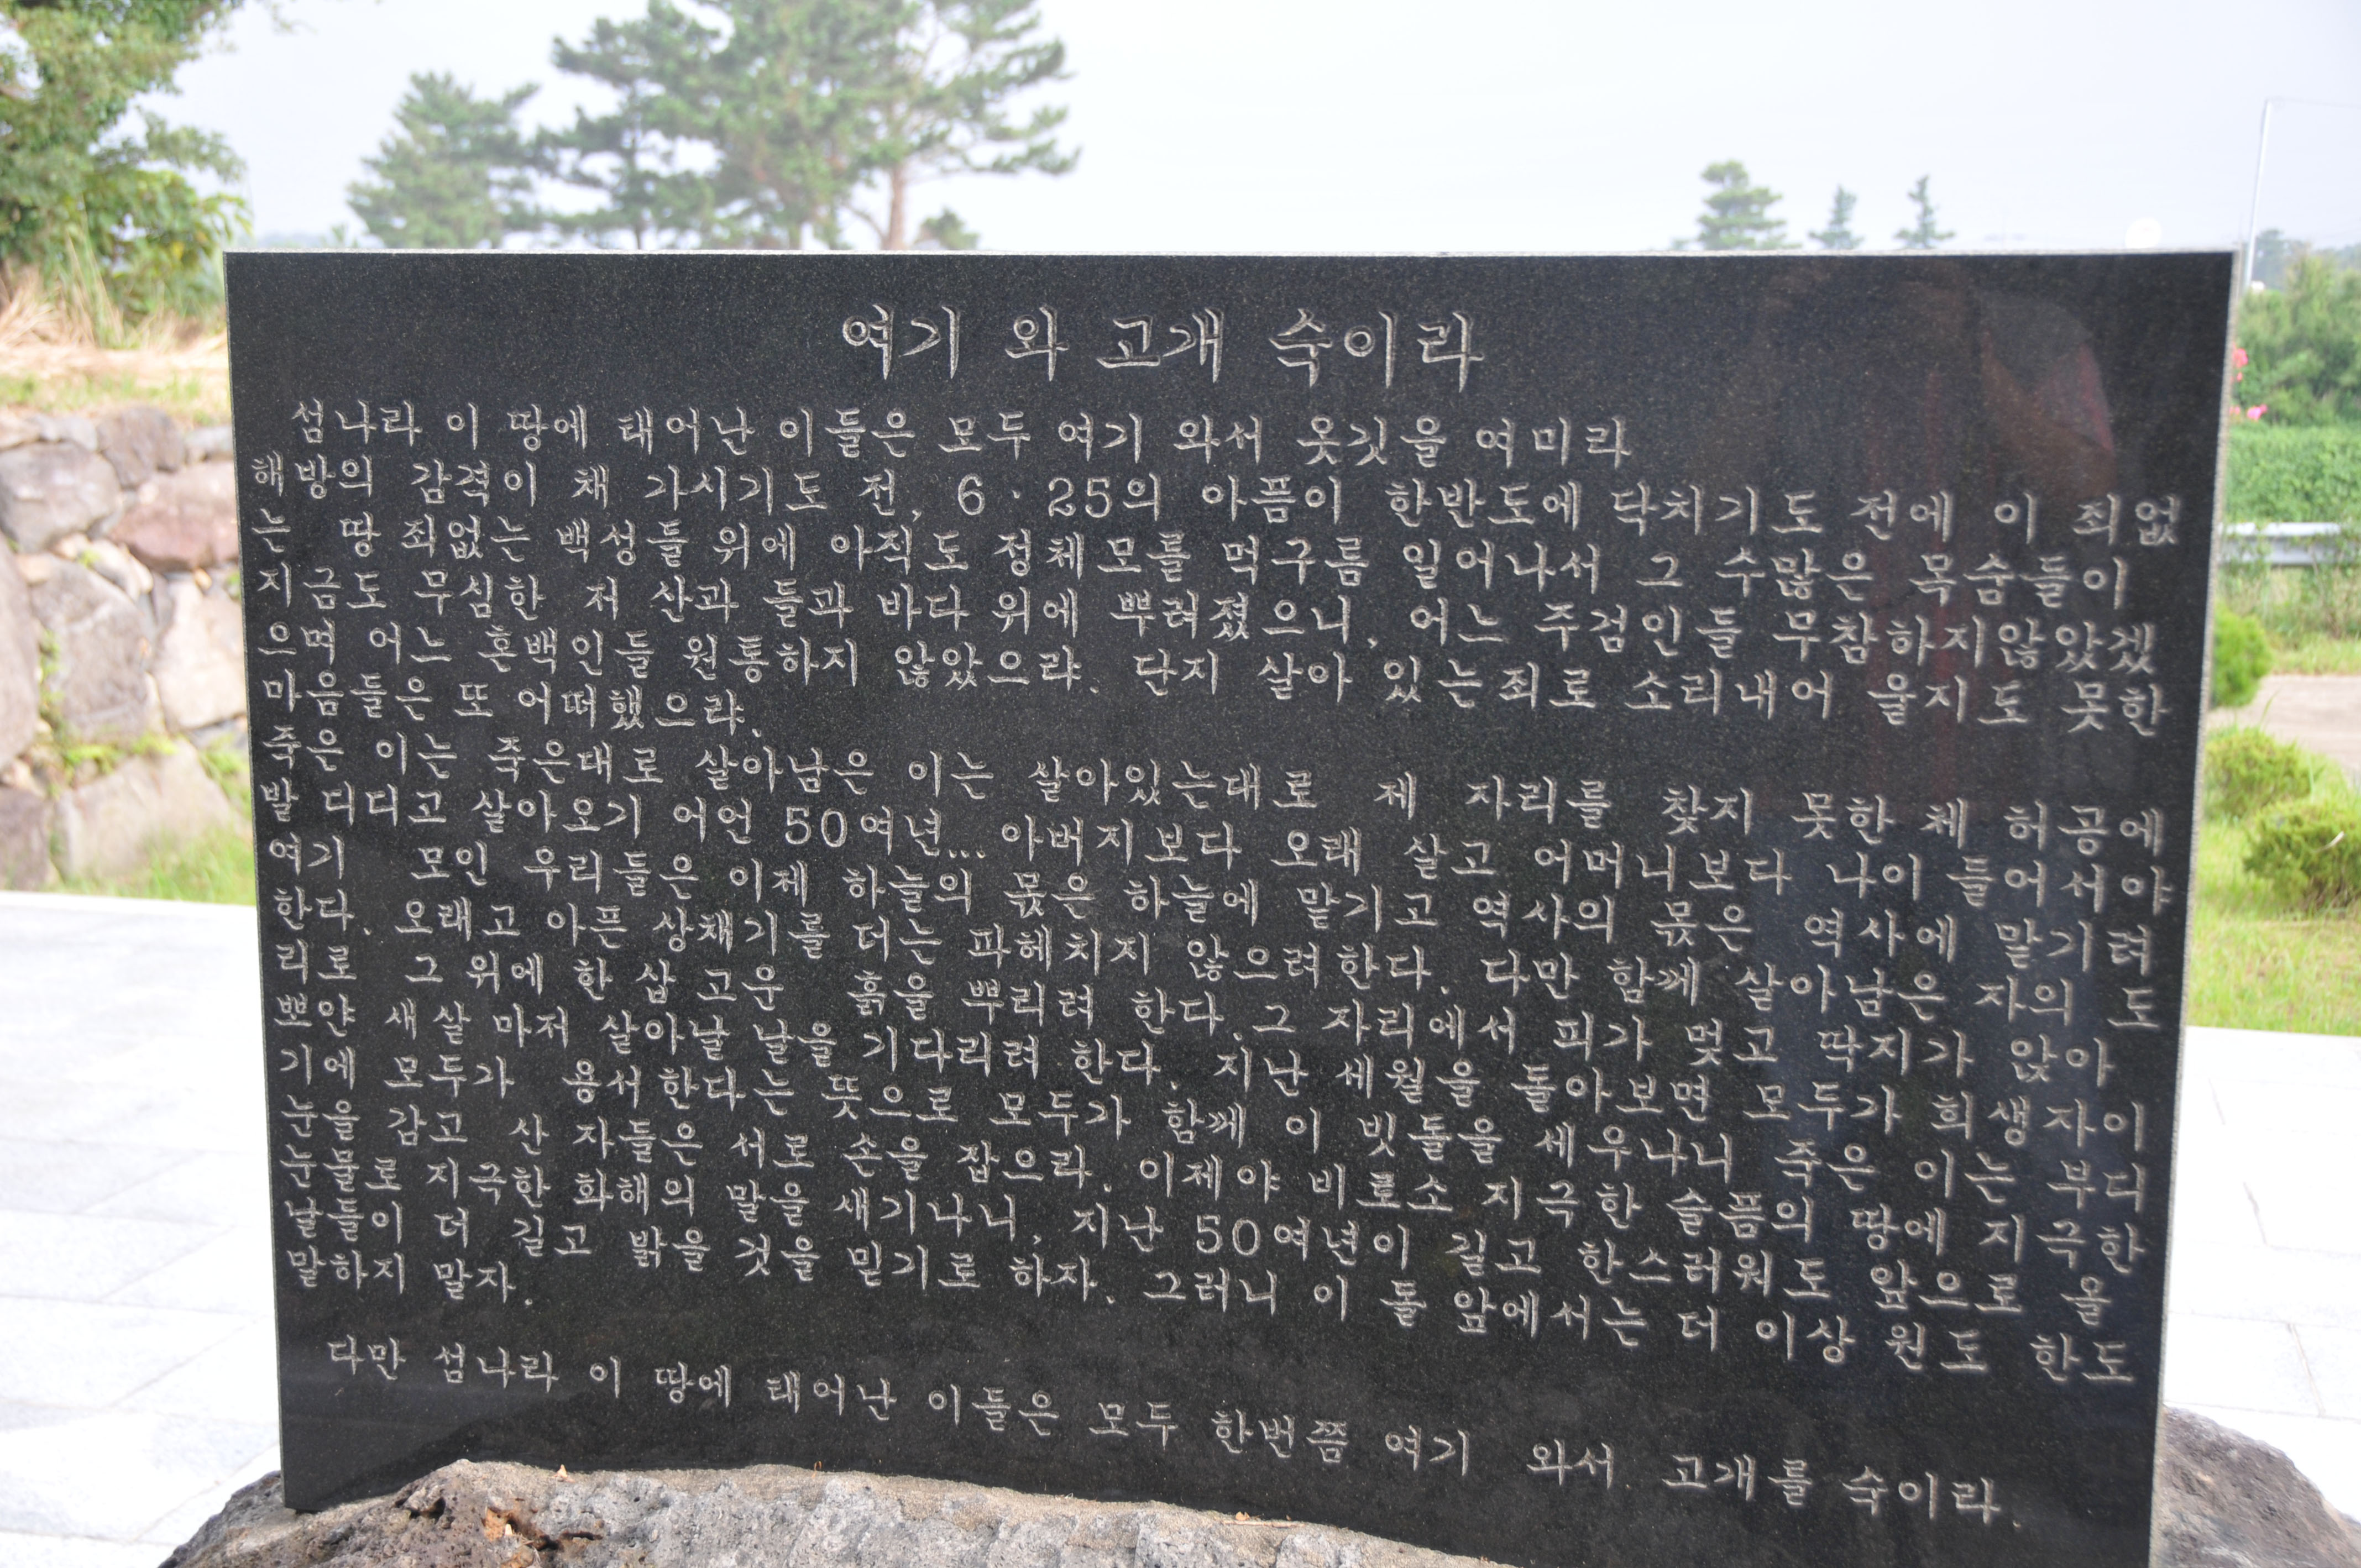 여기 와 고개 숙이라
섬나라 이 땅에 태어난 이들은 모두 여기 와서 옷깃을 여미라
해방의 감격이 채 가시기도 전, 6·25의 아픔이 한반도에 닥치기도 전에 이 죄없
는 땅 죄없는 백성들 위에 아직도 정체모를 먹구름 일어나서 그 수많은 목숨들이
지금도 무심한 저 산과 들과 바다 위에 뿌려졌으니, 어느 주검인들 무참하지않았겠
으며 어느 혼백인들 원통하지 않았으랴. 단지 살아 있는죄로 소리내어 울지도 못한
마음들은 또 어떠했으랴.
죽은 이는 죽은대로 살아남은 이는 살아있는대로 제 자리를 찾지 못한 체 허공에
발 디디고 살아오기 어언 50여년... 아버지보다 오래 살고 어머니보다 나이 들어서야
여기 모인 우리들은 이제 하늘의 몫은 하늘에 맡기고 역사의 몫은 역사에 맡기려
한다. 오래고 아픈 상채기를 더는 파헤치지 않으려한다. 다만 함께 살아남은 자의 도
리로 그 위에 한 삽 고운 흙을 뿌리려 한다. 그 자리에서 피가 멎고 딱지가 앉아
뽀얀 새 살 마저 살아날 날을 기다리려 한다. 지난 세월을 돌아보면 모두가 희생자이
기에 모두가 용서한다는 뜻으로 모두가 함께 이 빗돌을 세우나니 죽은 이는 부디
눈을 감고 산 자들은 서로 손을 잡으라. 이제야 비로소 지극한 슬픔의 땅에 지극한
눈물로 지극한 화해의 말을 새기나니, 지난 50여년이 길고 한스러워도 앞으로 올
날들이 더 길고 밝을 것을 믿기로 하자. 그러니 이 돌 앞에서는 더 이상 원도 한도
말하지 말자.
다만 섬나라 이 땅에 태어난 이들은 모두 한번쯤 여기 와서 고개를 숙이라.